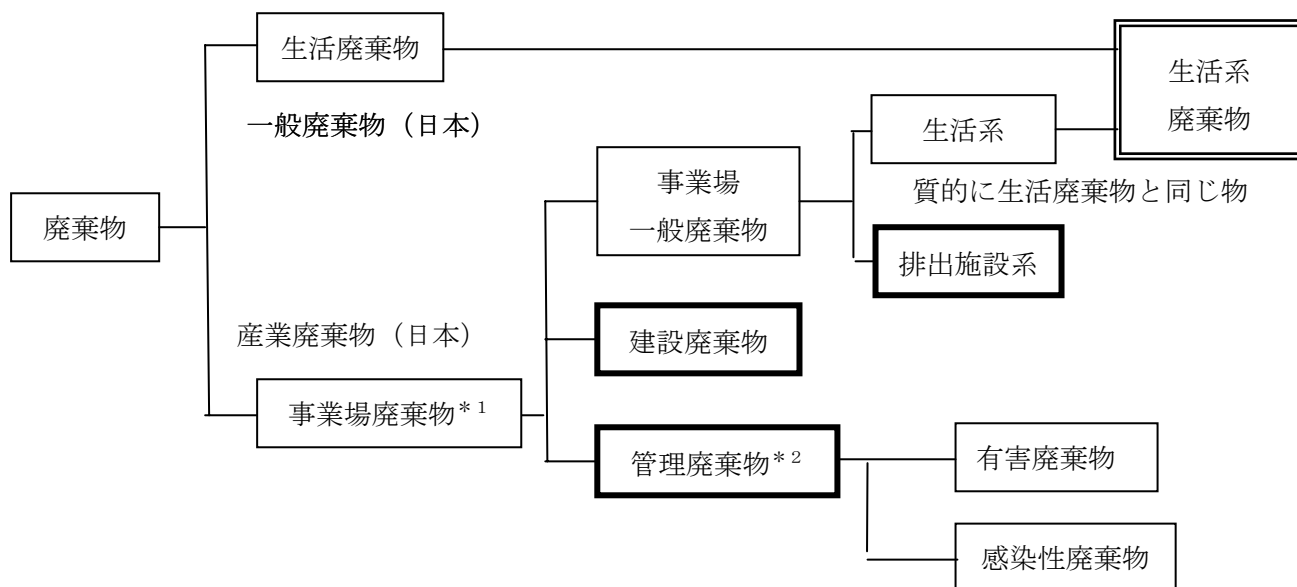 生活廃棄物
生活系
廃棄物
一般廃棄物（日本）
生活系
事業場
一般廃棄物
質的に生活廃棄物と同じ物
廃棄物
排出施設系
産業廃棄物（日本）
建設廃棄物
事業場廃棄物*1
管理廃棄物*2
有害廃棄物
感染性廃棄物